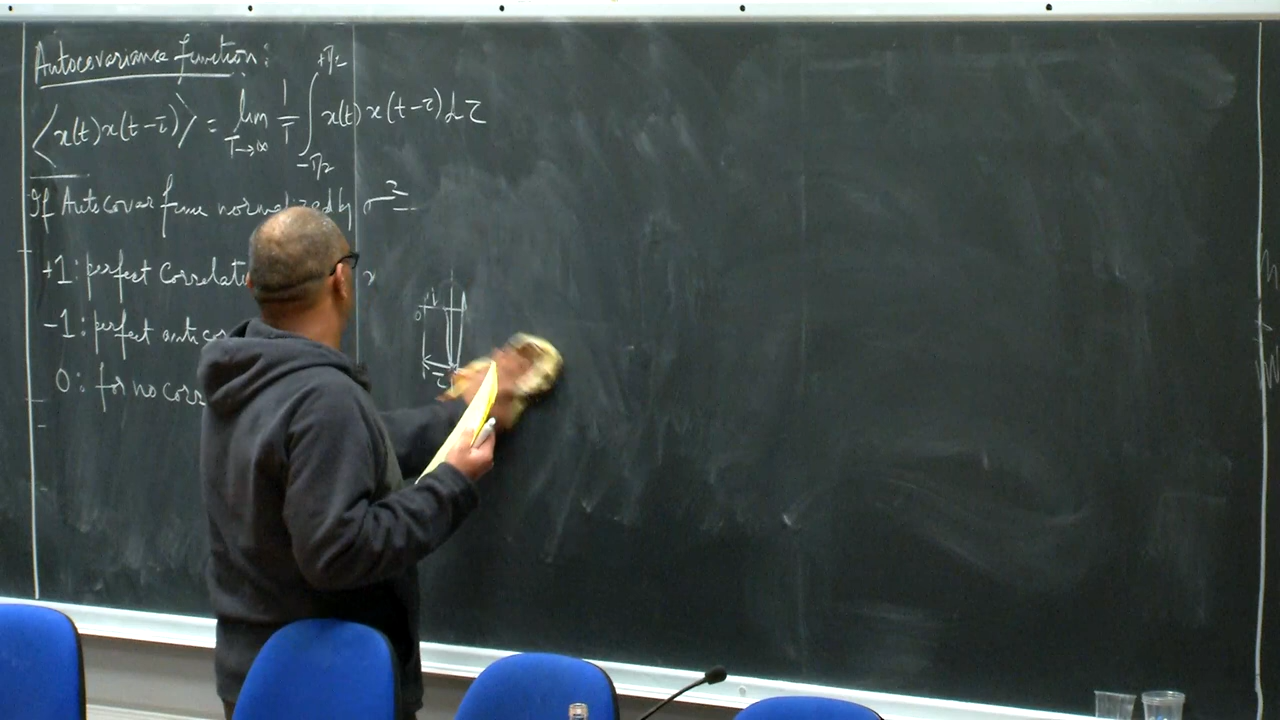 Autocovariance function:
⟨x(t)x(t-τ)⟩ = lim T→∞ 1/T ∫ -T/2 +T/2 x(t) x(t-τ) dτ
If Autocovar func normalized by σ²
+1: perfect Correlat
-1: perfect anti cor
0: for no corr